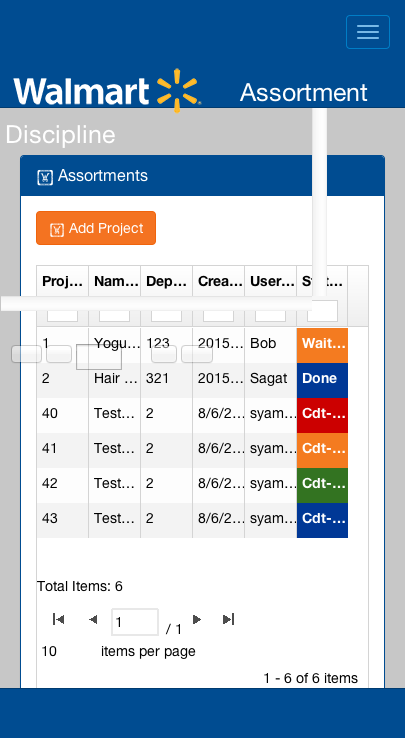 Walmart
Assortment
Discipline
Assortments
Add Project
Proj... Nam... Dep... Crea... User... 
1 Yogu... 123 2015... Bob Wait...
2 Hair ... 321 2015... Sagat Done
40 Test... 2 8/6/2... syam... Cdt-...
41 Test... 2 8/6/2... syam... Cdt-...
42 Test... 2 8/6/2... syam... Cdt-...
43 Test... 2 8/6/2... syam... Cdt-...
Total Items: 6
1 / 1
10 items per page
1 - 6 of 6 items